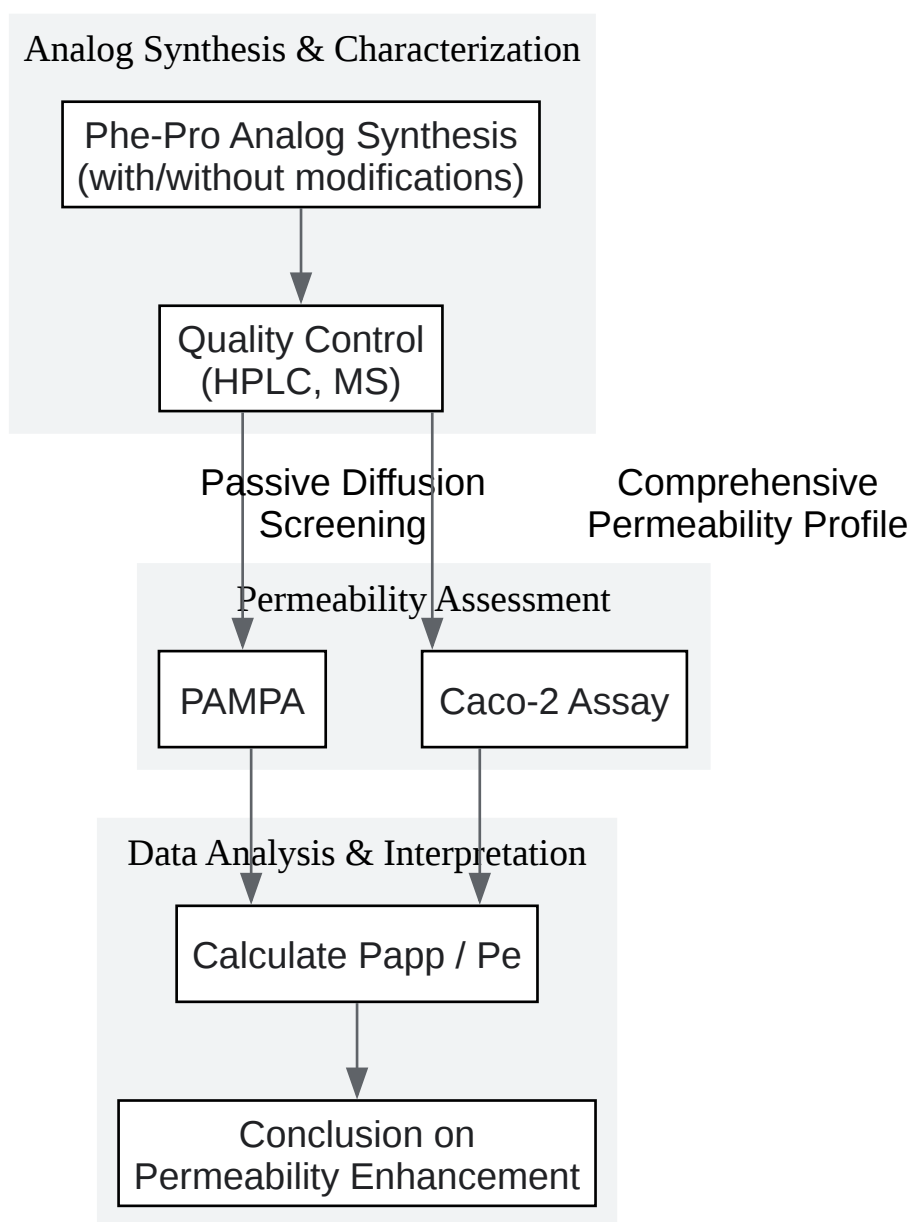 Analog Synthesis & Characterization
Phe-Pro Analog Synthesis
(with/without modifications)
Quality Control
(HPLC, MS)
Passive Diffusion
Screening
Comprehensive
Permeability Profile
Permeability Assessment
PAMPA
Caco-2 Assay
Data Analysis & Interpretation
Calculate Papp / Pe
Conclusion on
Permeability Enhancement